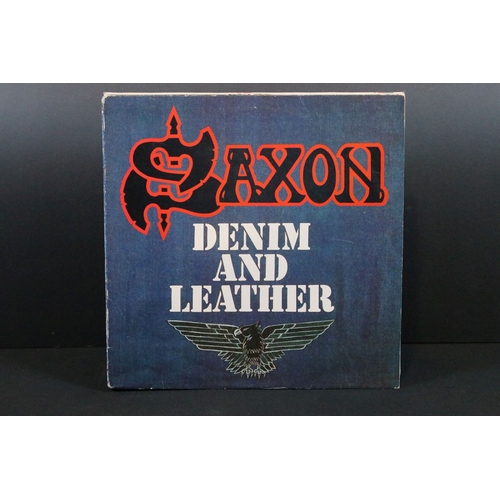 SAXON
DENIM
AND
LEATHER